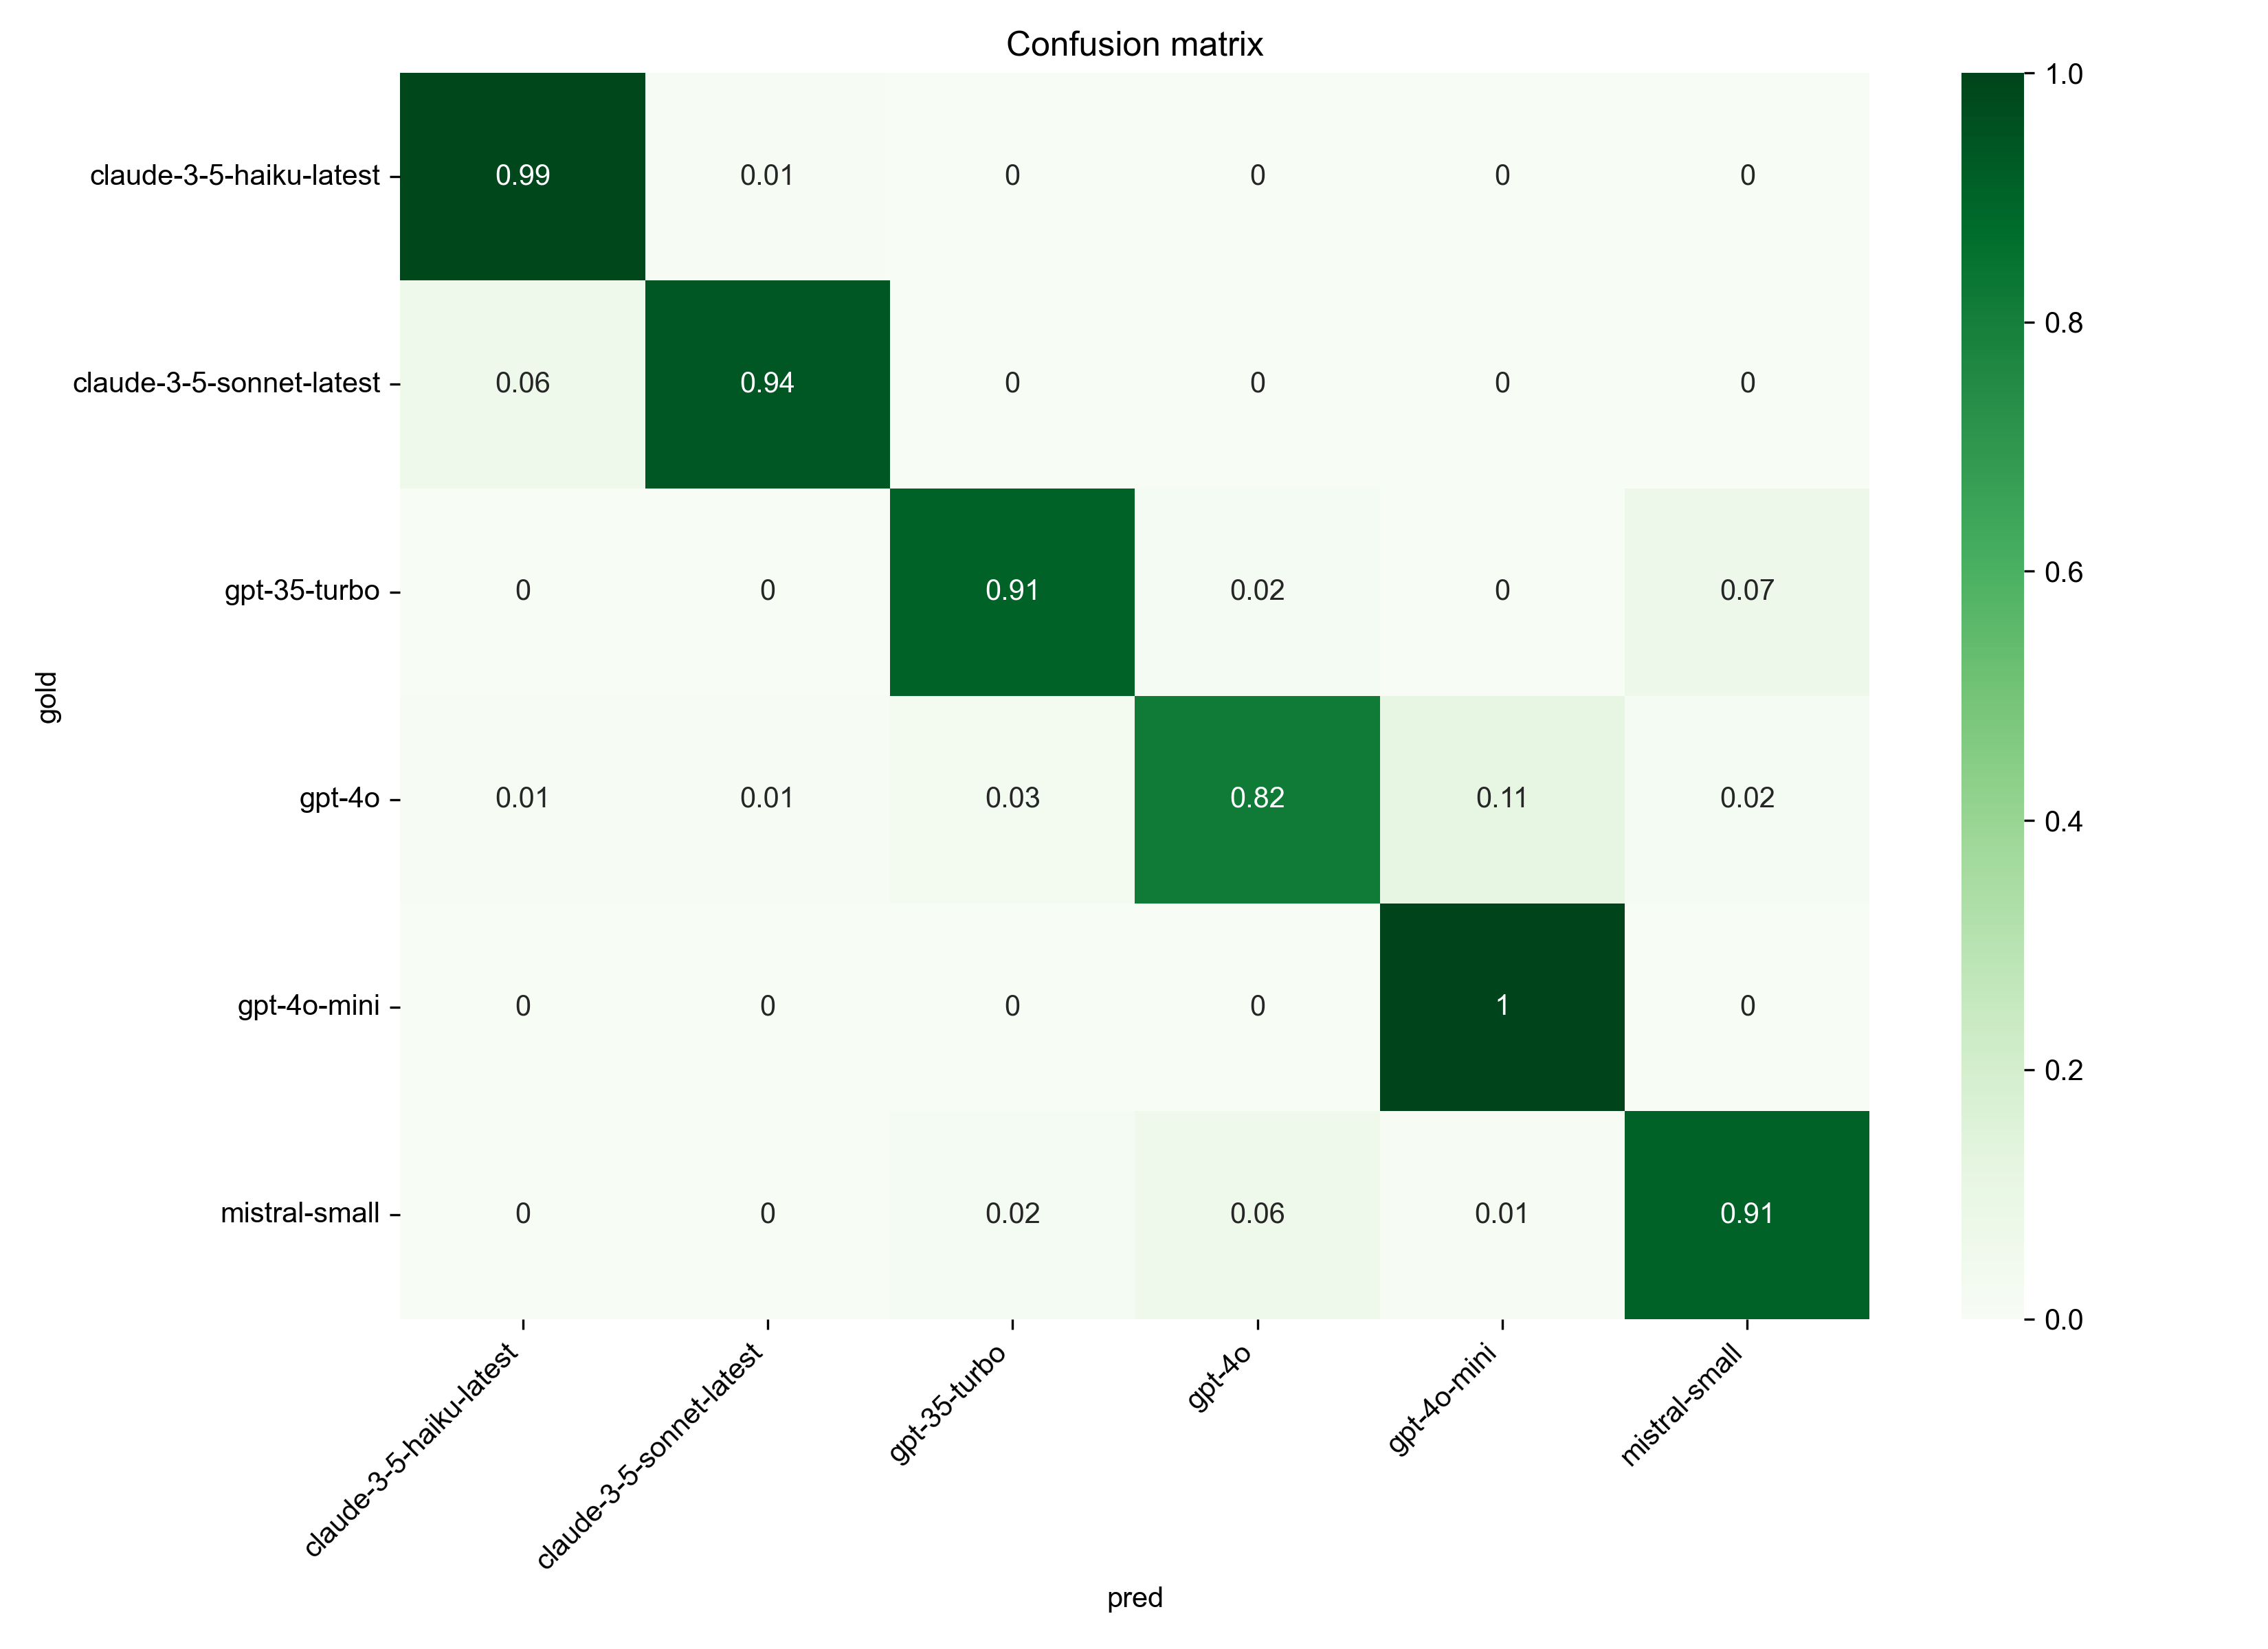 Confusion matrix
claude-3-5-haiku-latest 0.99 0.01 0 0 0 0
claude-3-5-sonnet-latest 0.06 0.94 0 0 0 0
gpt-35-turbo 0 0 0.91 0.02 0 0.07
gpt-4o 0.01 0.01 0.03 0.82 0.11 0.02
gpt-4o-mini 0 0 0 0 1 0
mistral-small 0 0 0.02 0.06 0.01 0.91
gold
claude-3-5-haiku-latest
claude-3-5-sonnet-latest
gpt-35-turbo
gpt-4o
gpt-4o-mini
mistral-small
pred
1.0
0.8
0.6
0.4
0.2
0.0